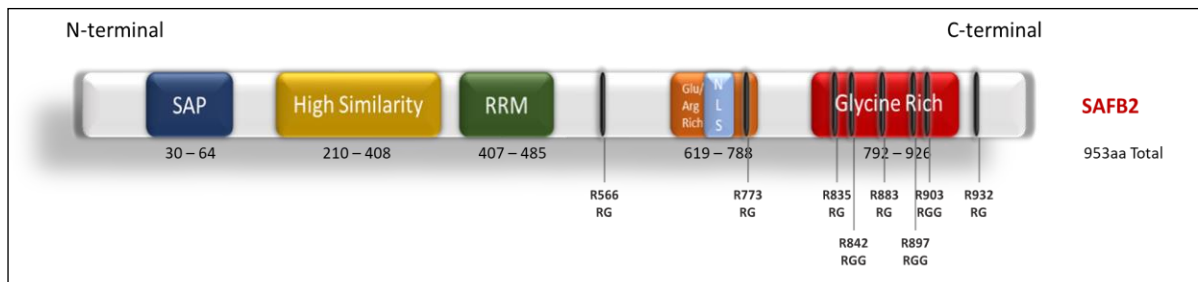 N-terminal C-terminal
SAP High Similarity RRM Glu/ Arg Rich N L S Glycine Rich SAFB2
30 – 64 210 – 408 407 – 485 619 – 788 792 – 926 953aa Total
R566 R773 R835 R883 R903 R932
RG RG RG RG RGG RG
R842 R897
RGG RGG